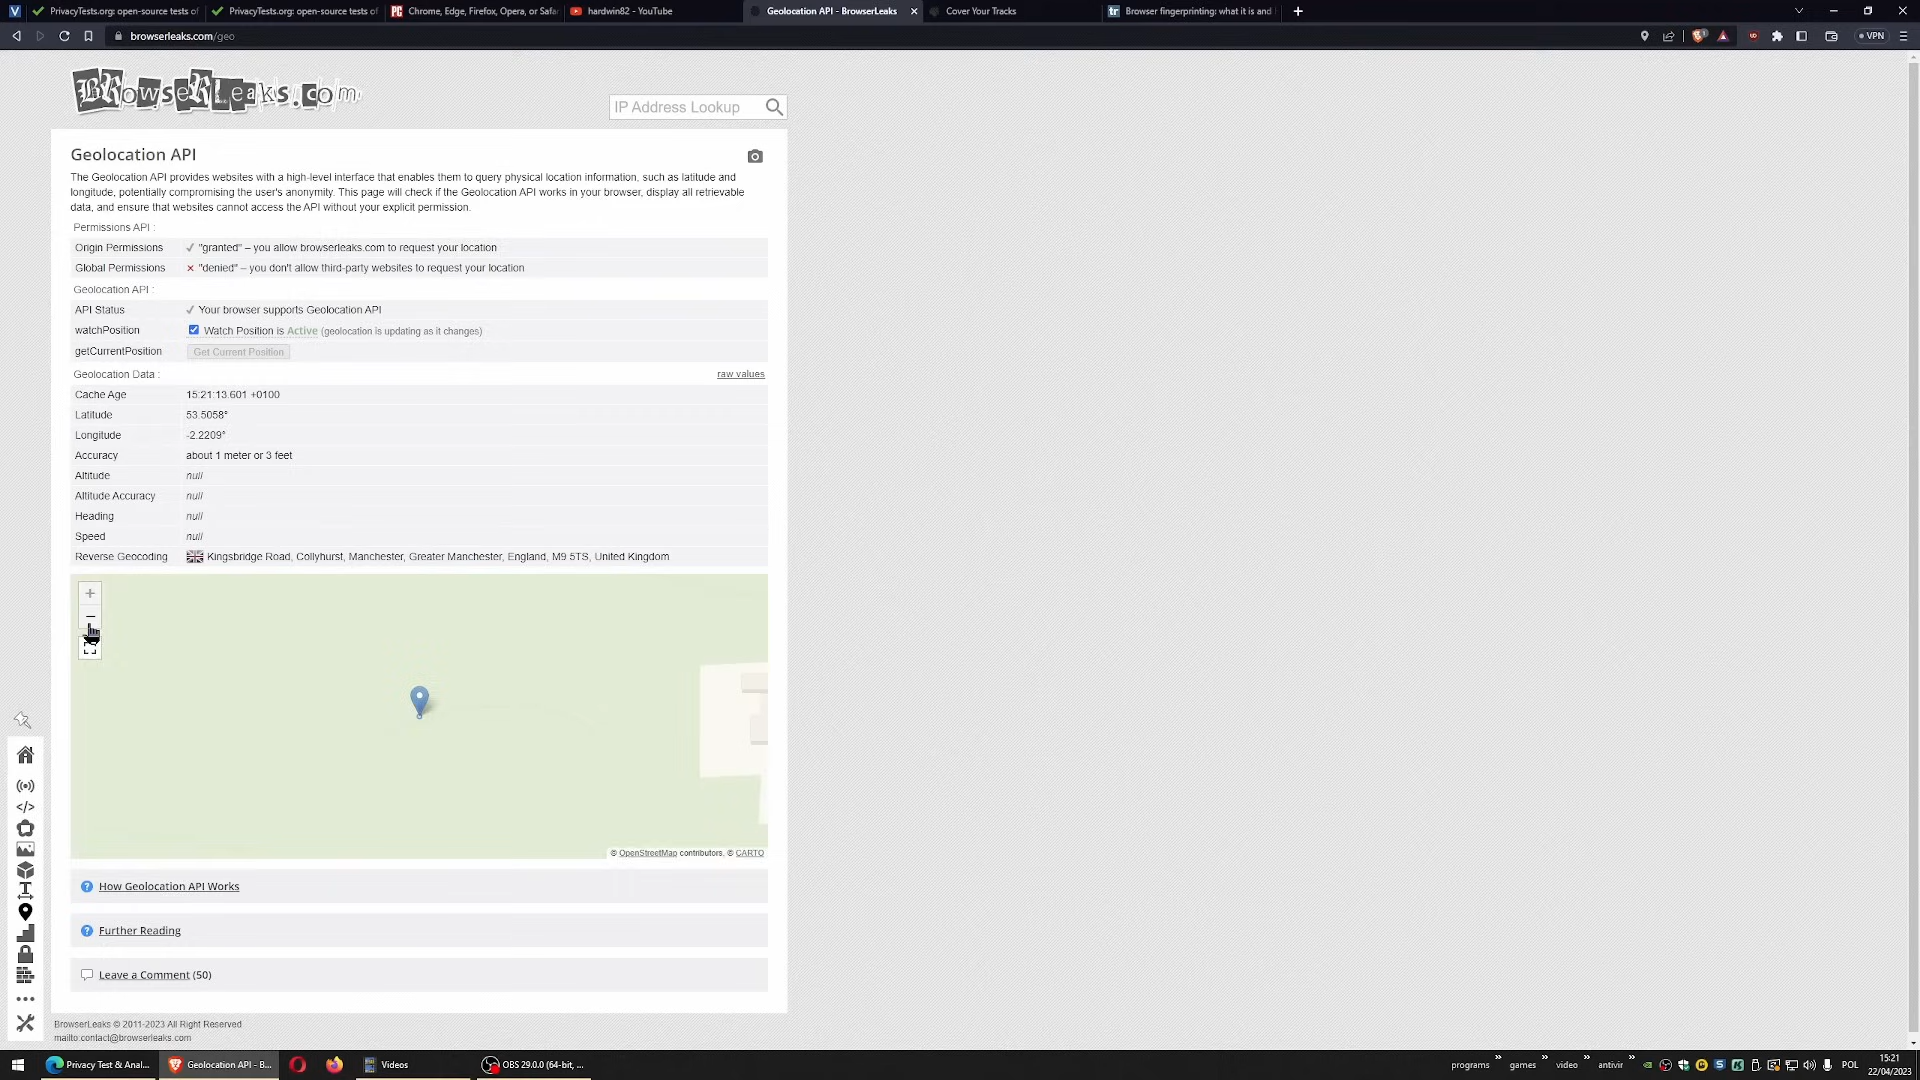 PrivacyTests.org: open-source tests of
PrivacyTests.org: open-source tests of
Chrome, Edge, Firefox, Opera, or Safa
hardwin82 - YouTube
Geolocation API - BrowserLeaks
Cover Your Tracks
Browser fingerprinting: what it is and
browserleaks.com/geo
VPN
BrowserLeaks.com
IP Address Lookup
Geolocation API
The Geolocation API provides websites with a high-level interface that enables them to query physical location information, such as latitude and
longitude, potentially compromising the user's anonymity. This page will check if the Geolocation API works in your browser, display all retrievable
data, and ensure that websites cannot access the API without your explicit permission.
Permissions API :
Origin Permissions ✓ "granted" – you allow browserleaks.com to request your location
Global Permissions × "denied" – you don't allow third-party websites to request your location
Geolocation API :
API Status ✓ Your browser supports Geolocation API
watchPosition Watch Position is Active (geolocation is updating as it changes)
getCurrentPosition Get Current Position
Geolocation Data : raw values
Cache Age 15:21:13.601 +0100
Latitude 53.5058°
Longitude -2.2209°
Accuracy about 1 meter or 3 feet
Altitude null
Altitude Accuracy null
Heading null
Speed null
Reverse Geocoding Kingsbridge Road, Collyhurst, Manchester, Greater Manchester, England, M9 5TS, United Kingdom
+
−
© OpenStreetMap contributors, © CARTO
How Geolocation API Works
Further Reading
Leave a Comment (50)
BrowserLeaks © 2011-2023 All Right Reserved
mailto:contact@browserleaks.com
Privacy Test & Anal...
Geolocation API - B...
Videos
OBS 29.0.0 (64-bit, ...
programs
games
video
antivir
POL
15:21
22/04/2023